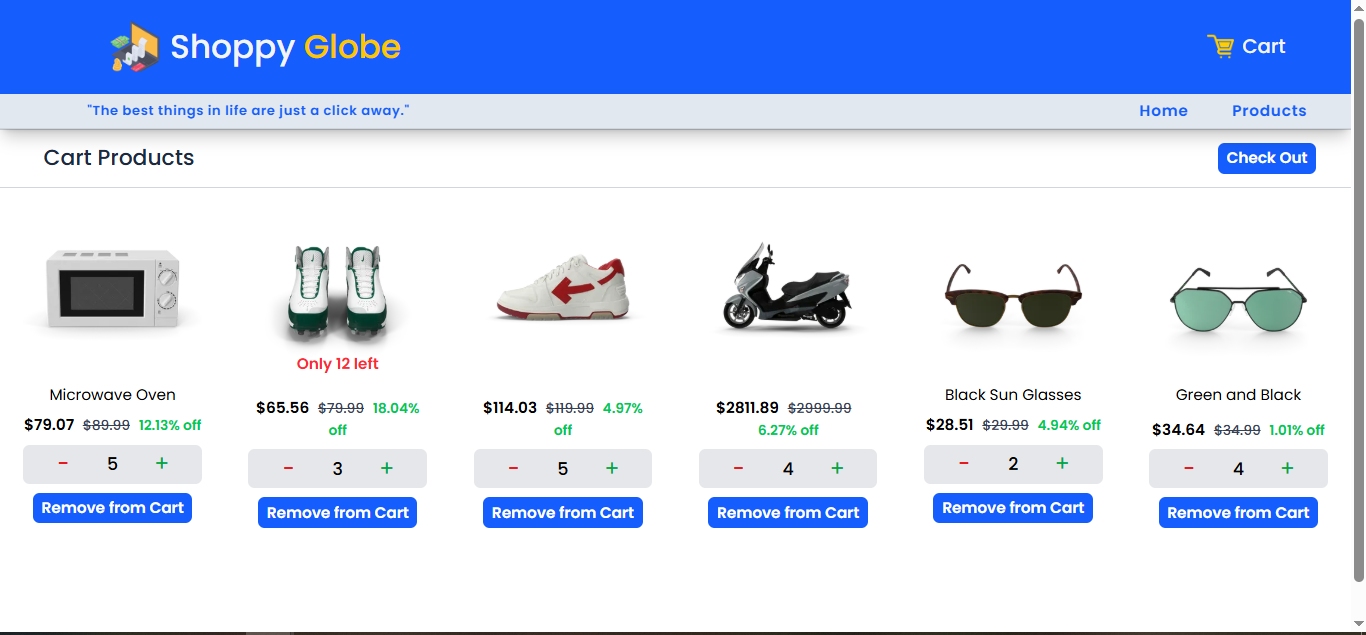 Shoppy Globe
Cart
"The best things in life are just a click away."
Home
Products
Cart Products
Check Out
Microwave Oven
$79.07 $89.99 12.13% off
- 5 +
Remove from Cart
Only 12 left
$65.56 $79.99 18.04%
off
- 3 +
Remove from Cart
$114.03 $119.99 4.97%
off
- 5 +
Remove from Cart
$2811.89 $2999.99
6.27% off
- 4 +
Remove from Cart
Black Sun Glasses
$28.51 $29.99 4.94% off
- 2 +
Remove from Cart
Green and Black
$34.64 $34.99 1.01% off
- 4 +
Remove from Cart